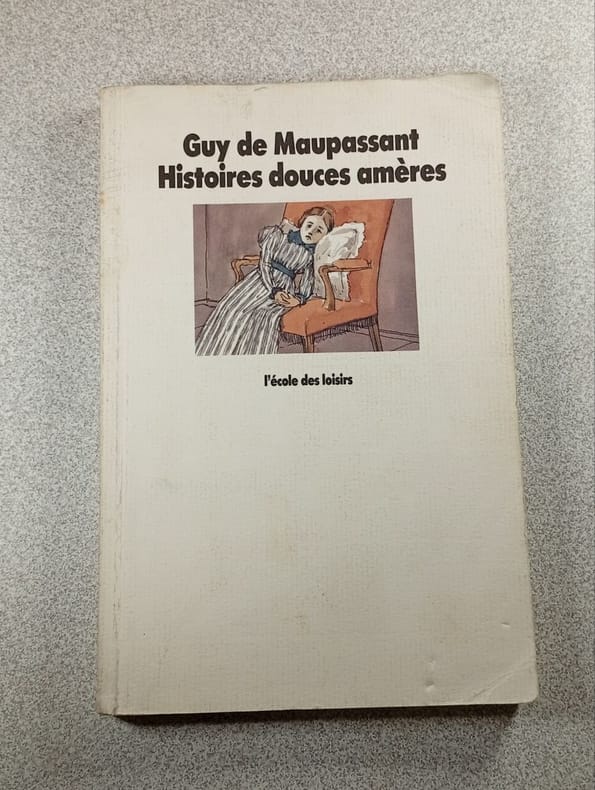 Guy de Maupassant
Histoires douces amères
l'école des loisirs